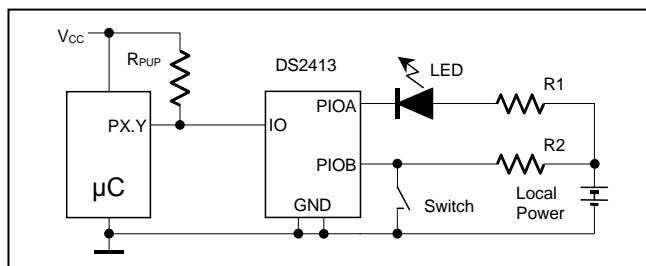 VCC
RPUP
DS2413
LED
R1
PIOA
PX.Y
IO
R2
PIOB
µC
GND
Switch
Local
Power